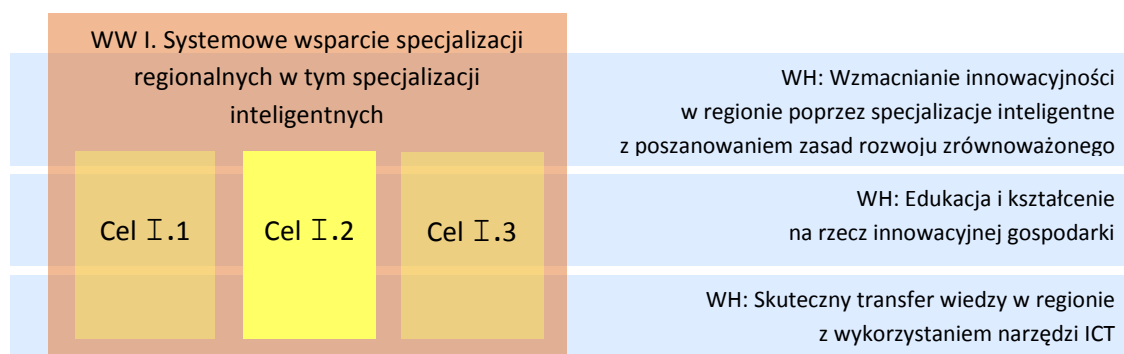 WW I. Systemowe wsparcie specjalizacji
regionalnych w tym specjalizacji
inteligentnych
WH: Wzmacnianie innowacyjności
w regionie poprzez specjalizacje inteligentne
z poszanowaniem zasad rozwoju zrównoważonego
Cel I.1
Cel I.2
Cel I.3
WH: Edukacja i kształcenie
na rzecz innowacyjnej gospodarki
WH: Skuteczny transfer wiedzy w regionie
z wykorzystaniem narzędzi ICT